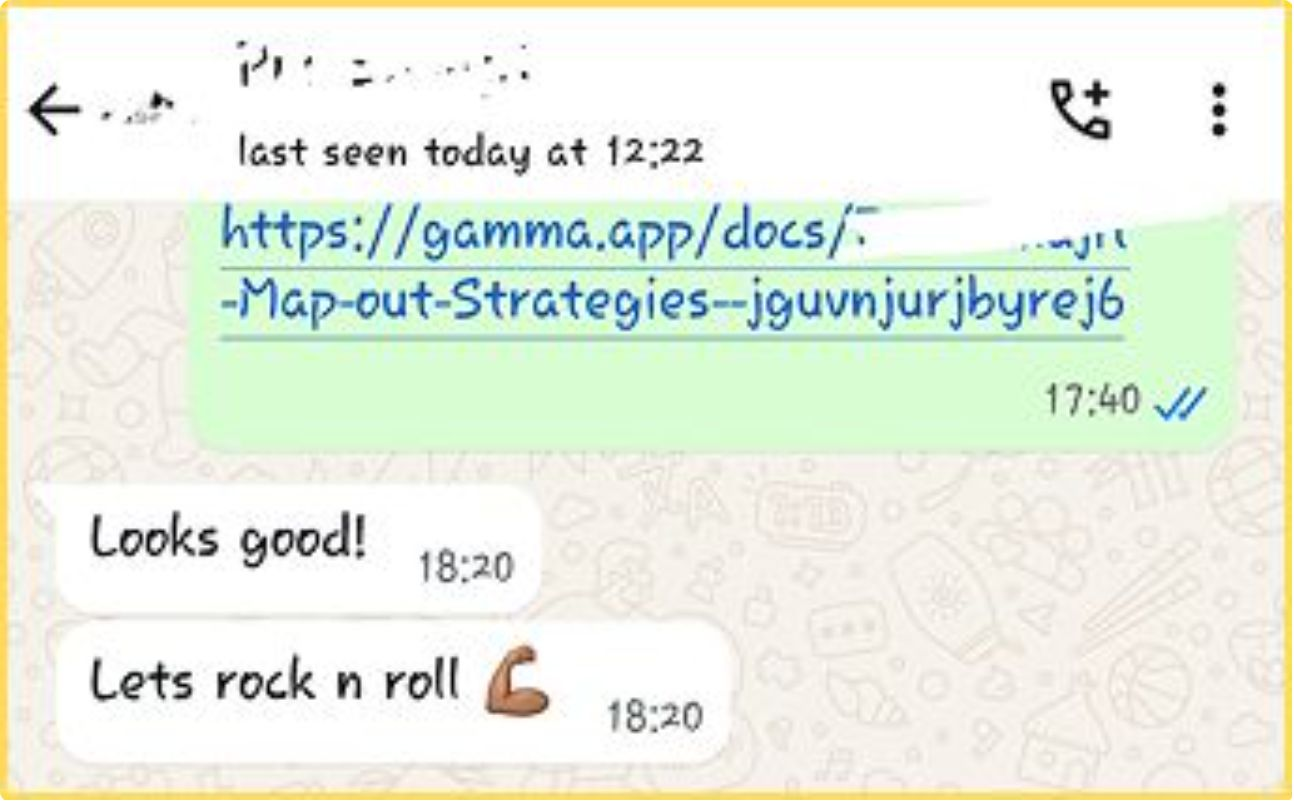 last seen today at 12:22
https://gamma.app/docs/
-Map-out-Strategies--jguvnjurjbyrej6
17:40
Looks good! 18:20
Lets rock n roll 💪🏽 18:20